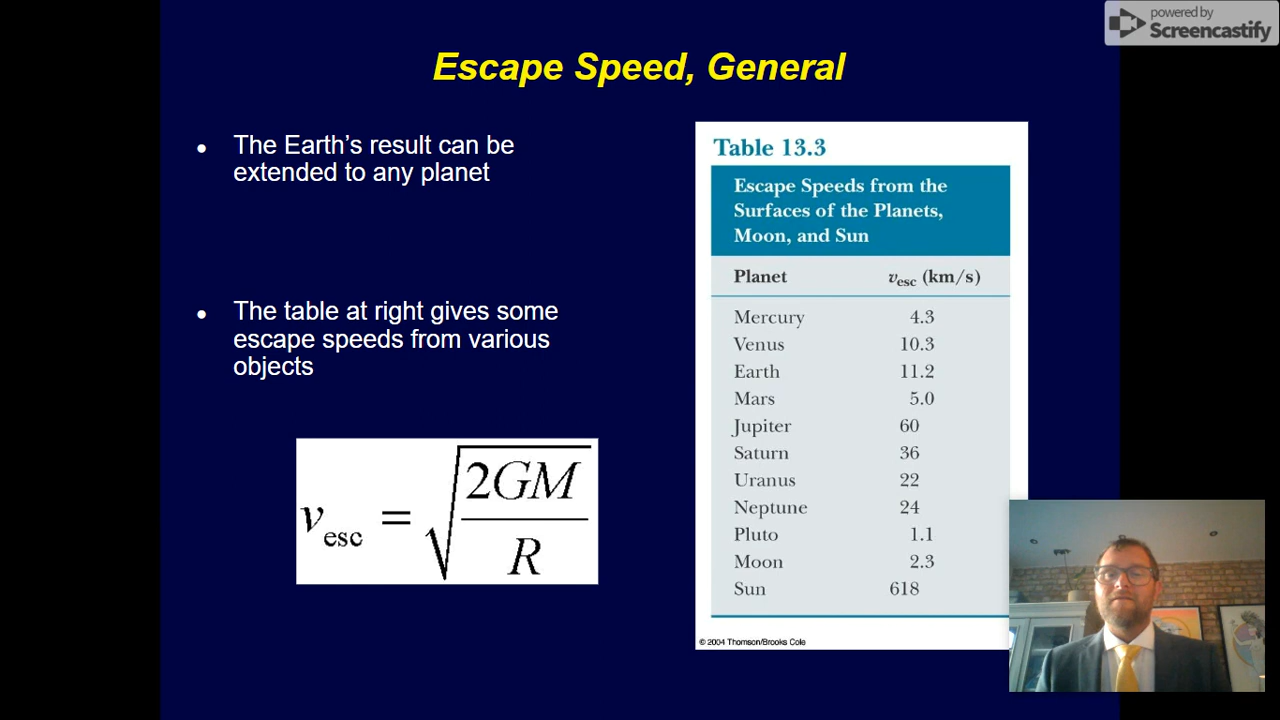 powered by
Screencastify
Escape Speed, General
• The Earth's result can be
extended to any planet
• The table at right gives some
escape speeds from various
objects
v_esc = √(2GM/R)
Table 13.3
Escape Speeds from the
Surfaces of the Planets,
Moon, and Sun
Planet v_esc (km/s)
Mercury 4.3
Venus 10.3
Earth 11.2
Mars 5.0
Jupiter 60
Saturn 36
Uranus 22
Neptune 24
Pluto 1.1
Moon 2.3
Sun 618
© 2004 Thomson/Brooks Cole